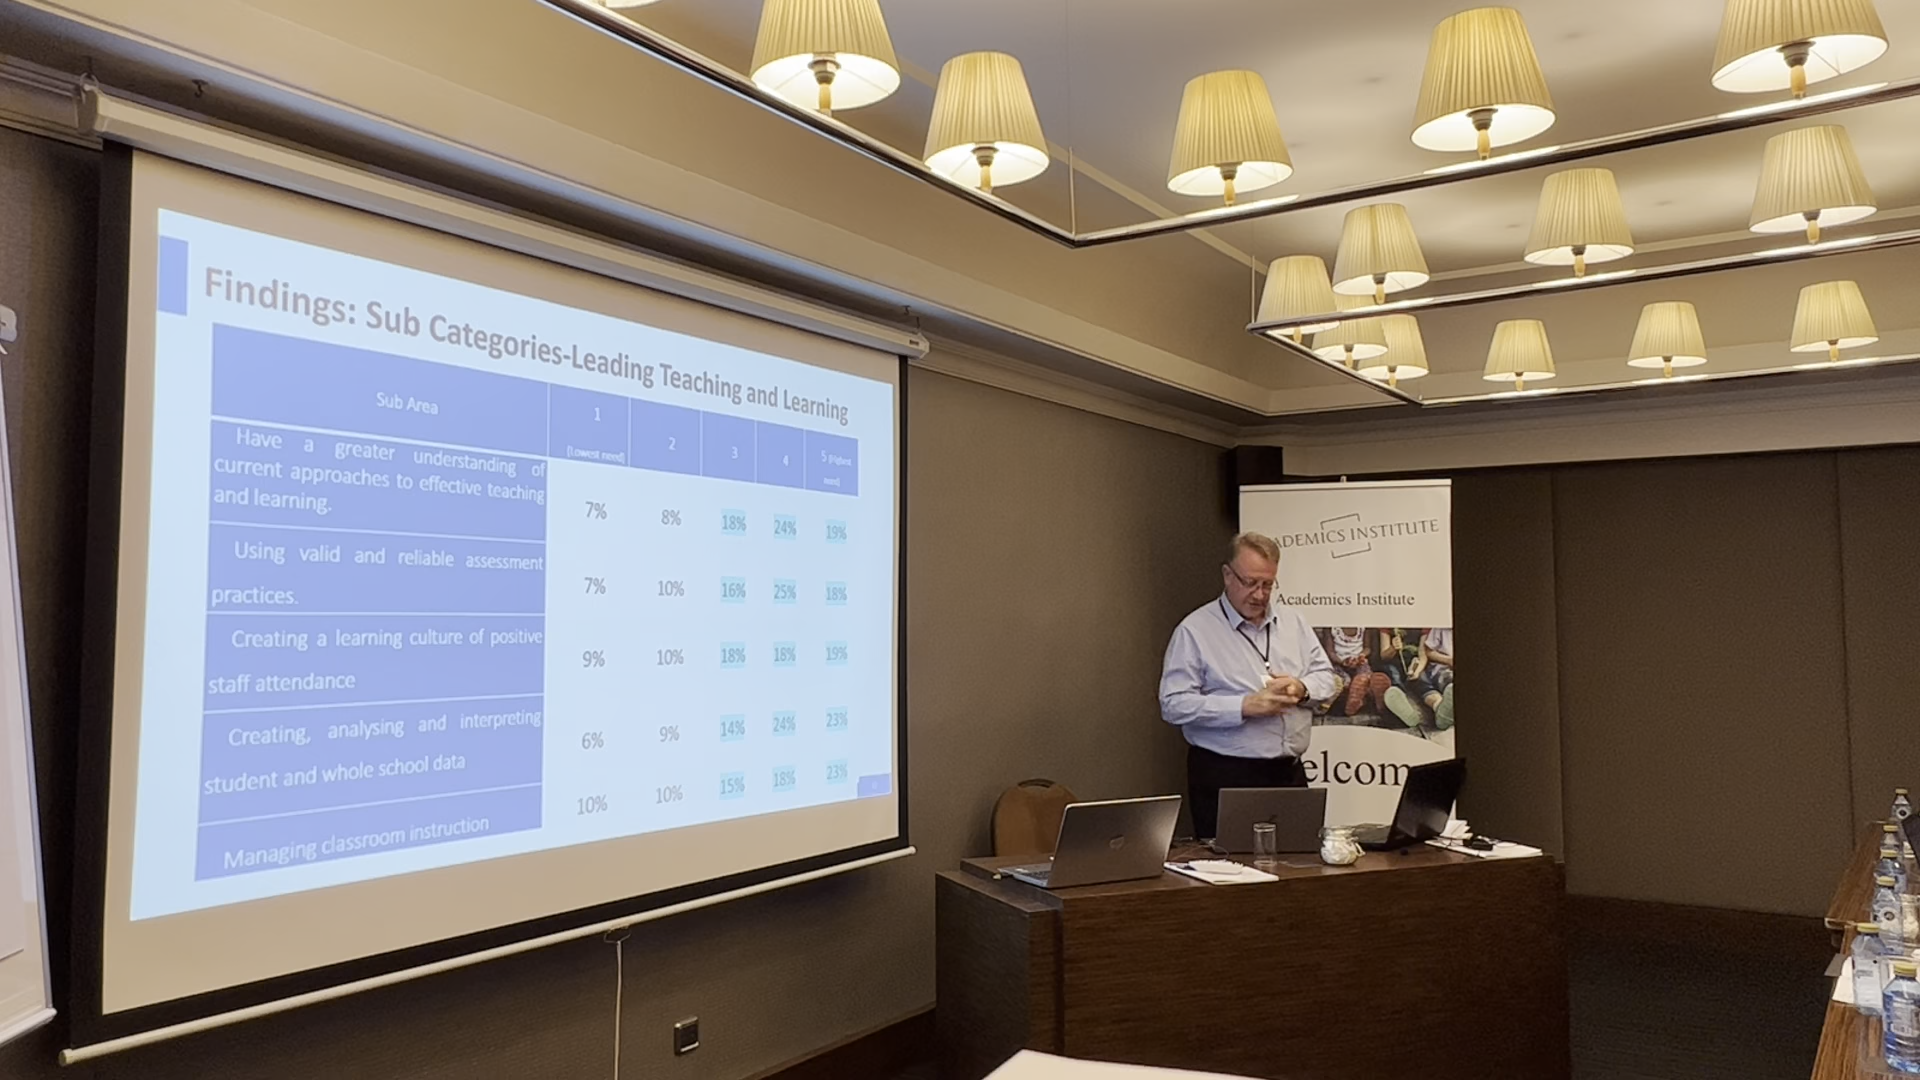 Findings: Sub Categories-Leading Teaching and Learning
Sub Area
1
(Lowest need)
2
3
4
5 (Highest
need)
Have a greater understanding of
current approaches to effective teaching
and learning.
7% 8% 18% 24% 19%
Using valid and reliable assessment
practices.
7% 10% 16% 25% 18%
Creating a learning culture of positive
staff attendance
9% 10% 18% 18% 19%
Creating, analysing and interpreting
student and whole school data
6% 9% 14% 24% 23%
Managing classroom instruction
10% 10% 15% 18% 23%
ADEMICS INSTITUTE
Academics Institute
elcom